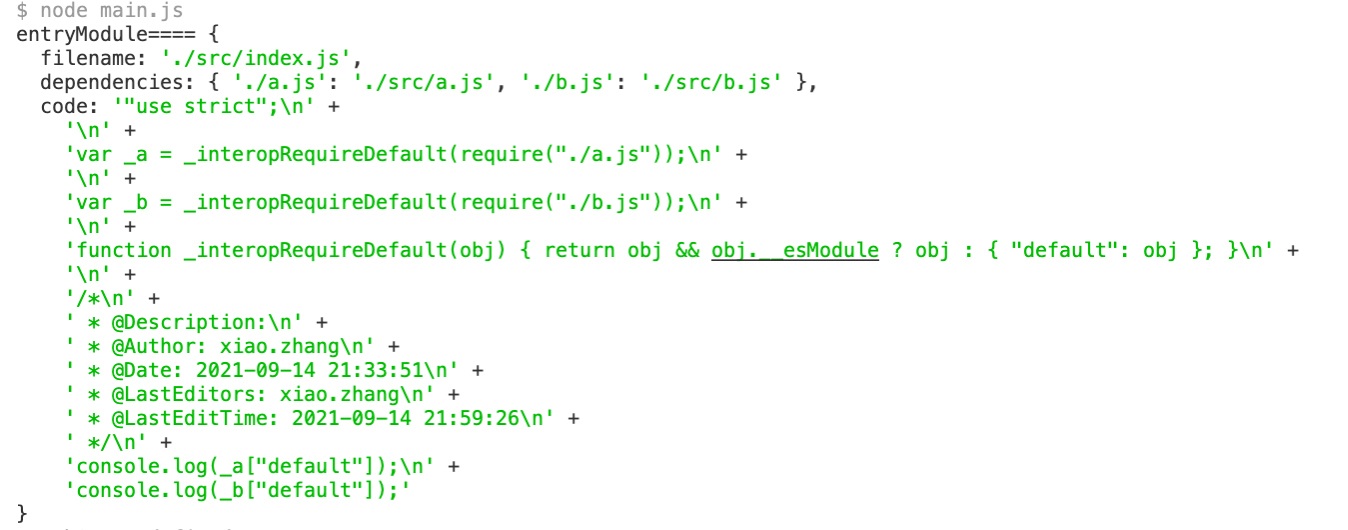 $ node main.js
entryModule==== {
  filename: './src/index.js',
  dependencies: { './a.js': './src/a.js', './b.js': './src/b.js' },
  code: '"use strict";\n' +
    '\n' +
    'var _a = _interopRequireDefault(require("./a.js"));\n' +
    '\n' +
    'var _b = _interopRequireDefault(require("./b.js"));\n' +
    '\n' +
    'function _interopRequireDefault(obj) { return obj && obj.__esModule ? obj : { "default": obj }; }\n' +
    '\n' +
    '/*\n' +
    ' * @Description:\n' +
    ' * @Author: xiao.zhang\n' +
    ' * @Date: 2021-09-14 21:33:51\n' +
    ' * @LastEditors: xiao.zhang\n' +
    ' * @LastEditTime: 2021-09-14 21:59:26\n' +
    ' */\n' +
    'console.log(_a["default"]);\n' +
    'console.log(_b["default"]);'
}